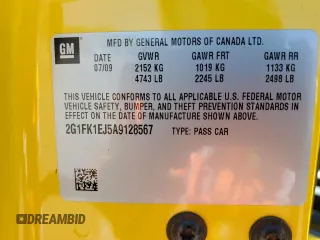 GM
MFD BY GENERAL MOTORS OF CANADA LTD.
DATE GVWR GAWR FRT GAWR RR
07/09 2152 KG 1019 KG 1133 KG
4743 LB 2245 LB 2498 LB
THIS VEHICLE CONFORMS TO ALL APPLICABLE U.S. FEDERAL MOTOR
VEHICLE SAFETY, BUMPER, AND THEFT PREVENTION STANDARDS IN
EFFECT ON THE DATE OF MANUFACTURE SHOWN ABOVE.
2G1FK1EJ5A9128567 TYPE: PASS CAR
DREAMBID